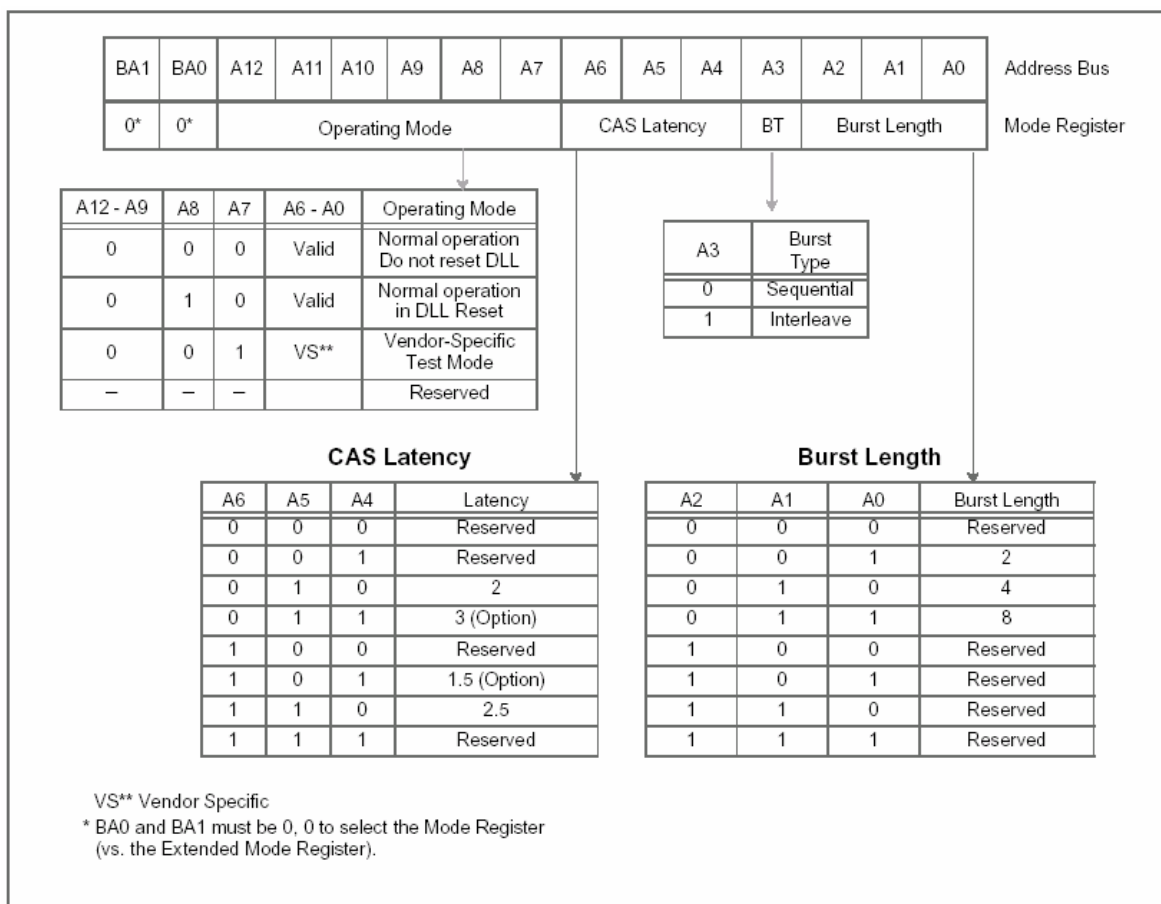 BA1 BA0 A12 A11 A10 A9 A8 A7 A6 A5 A4 A3 A2 A1 A0 Address Bus
0* 0* Operating Mode CAS Latency BT Burst Length Mode Register
A12 - A9 A8 A7 A6 - A0 Operating Mode
0 0 0 Valid Normal operation
Do not reset DLL
0 1 0 Valid Normal operation
in DLL Reset
0 0 1 VS** Vendor-Specific
Test Mode
– – – Reserved
A3 Burst
Type
0 Sequential
1 Interleave
CAS Latency
A6 A5 A4 Latency
0 0 0 Reserved
0 0 1 Reserved
0 1 0 2
0 1 1 3 (Option)
1 0 0 Reserved
1 0 1 1.5 (Option)
1 1 0 2.5
1 1 1 Reserved
Burst Length
A2 A1 A0 Burst Length
0 0 0 Reserved
0 0 1 2
0 1 0 4
0 1 1 8
1 0 0 Reserved
1 0 1 Reserved
1 1 0 Reserved
1 1 1 Reserved
VS** Vendor Specific
* BA0 and BA1 must be 0, 0 to select the Mode Register
(vs. the Extended Mode Register).